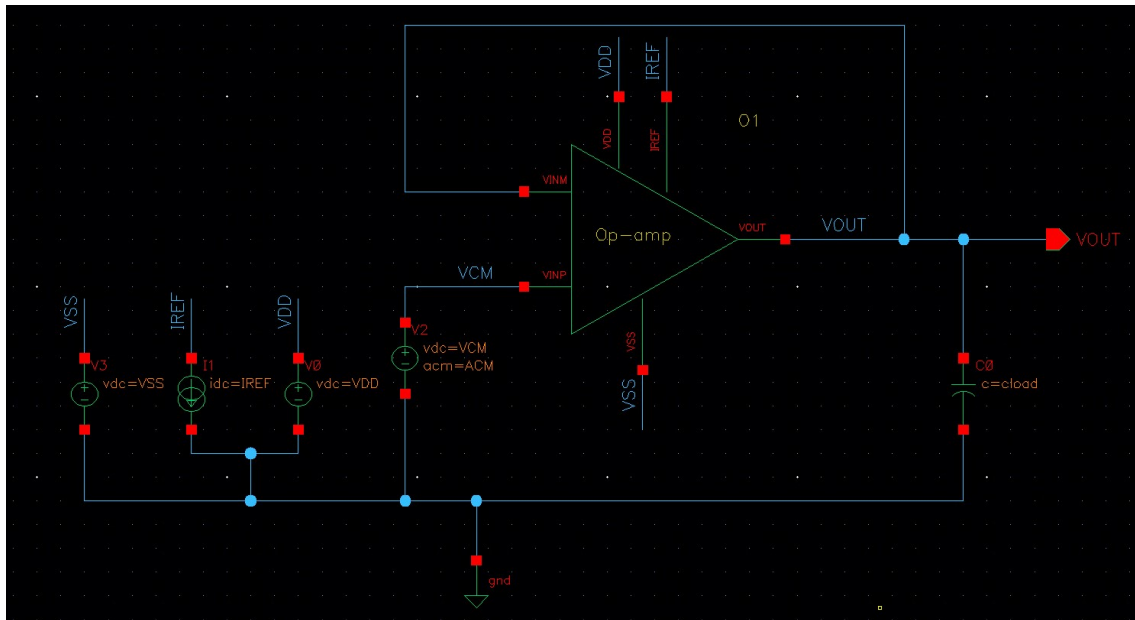 VDD
IREF
O1
VDD
IREF
VINM
Op-amp
VOUT
VOUT
VOUT
VCM
VINP
VSS
IREF
VDD
V2
vdc=VCM
acm=ACM
VSS
VSS
V3
vdc=VSS
I1
idc=IREF
V0
vdc=VDD
C0
c=cload
gnd